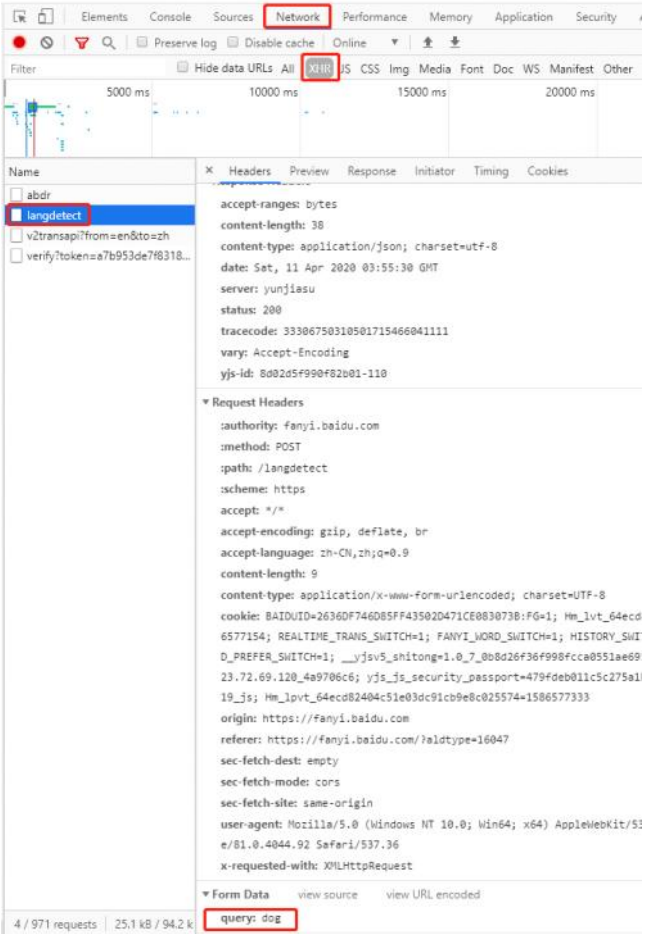 Elements Console Sources Network Performance Memory Application Security
Preserve log Disable cache Online
Filter Hide data URLs All XHR JS CSS Img Media Font Doc WS Manifest Other
5000 ms 10000 ms 15000 ms 20000 ms
Name
abdr
langdetect
v2transapi?from=en&to=zh
verify?token=a7b953de7f8318...
× Headers Preview Response Initiator Timing Cookies
accept-ranges: bytes
content-length: 38
content-type: application/json; charset=utf-8
date: Sat, 11 Apr 2020 03:55:30 GMT
server: yunjiasu
status: 200
tracecode: 33306750310501715466041111
vary: Accept-Encoding
yjs-id: 8d02d5f990f82b01-110
Request Headers
:authority: fanyi.baidu.com
:method: POST
:path: /langdetect
:scheme: https
accept: */*
accept-encoding: gzip, deflate, br
accept-language: zh-CN,zh;q=0.9
content-length: 9
content-type: application/x-www-form-urlencoded; charset=UTF-8
cookie: BAIDUID=2636DF746D85FF43502D471CE083073B:FG=1; Hm_lvt_64ecd
6577154; REALTIME_TRANS_SWITCH=1; FANYI_WORD_SWITCH=1; HISTORY_SWI
D_PREFER_SWITCH=1; __yjsv5_shitong=1.0_7_0b8d26f36f998fcca0551ae69
23.72.69.120_4a9706c6; yjs_js_security_passport=479fdeb011c5c275a1
19_js; Hm_lpvt_64ecd82404c51e03dc91cb9e8c025574=1586577333
origin: https://fanyi.baidu.com
referer: https://fanyi.baidu.com/?aldtype=16047
sec-fetch-dest: empty
sec-fetch-mode: cors
sec-fetch-site: same-origin
user-agent: Mozilla/5.0 (Windows NT 10.0; Win64; x64) AppleWebKit/53
e/81.0.4044.92 Safari/537.36
x-requested-with: XMLHttpRequest
Form Data view source view URL encoded
query: dog
4 / 971 requests 25.1 kB / 94.2 k